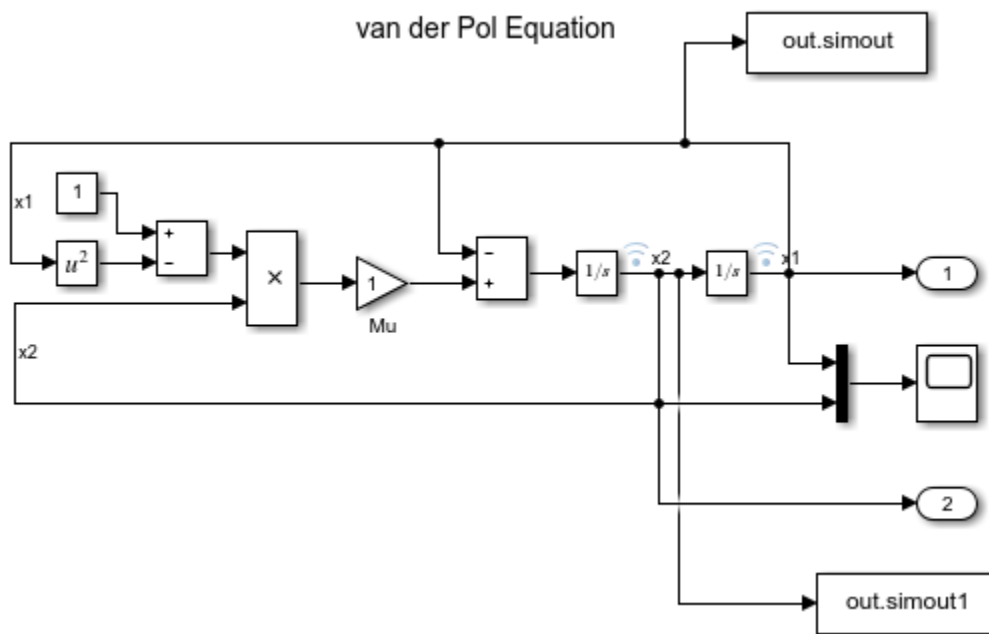 van der Pol Equation
out.simout
x1
1
+
−
u²
×
1
Mu
−
+
1/s
x2
1/s
x1
1
x2
2
out.simout1